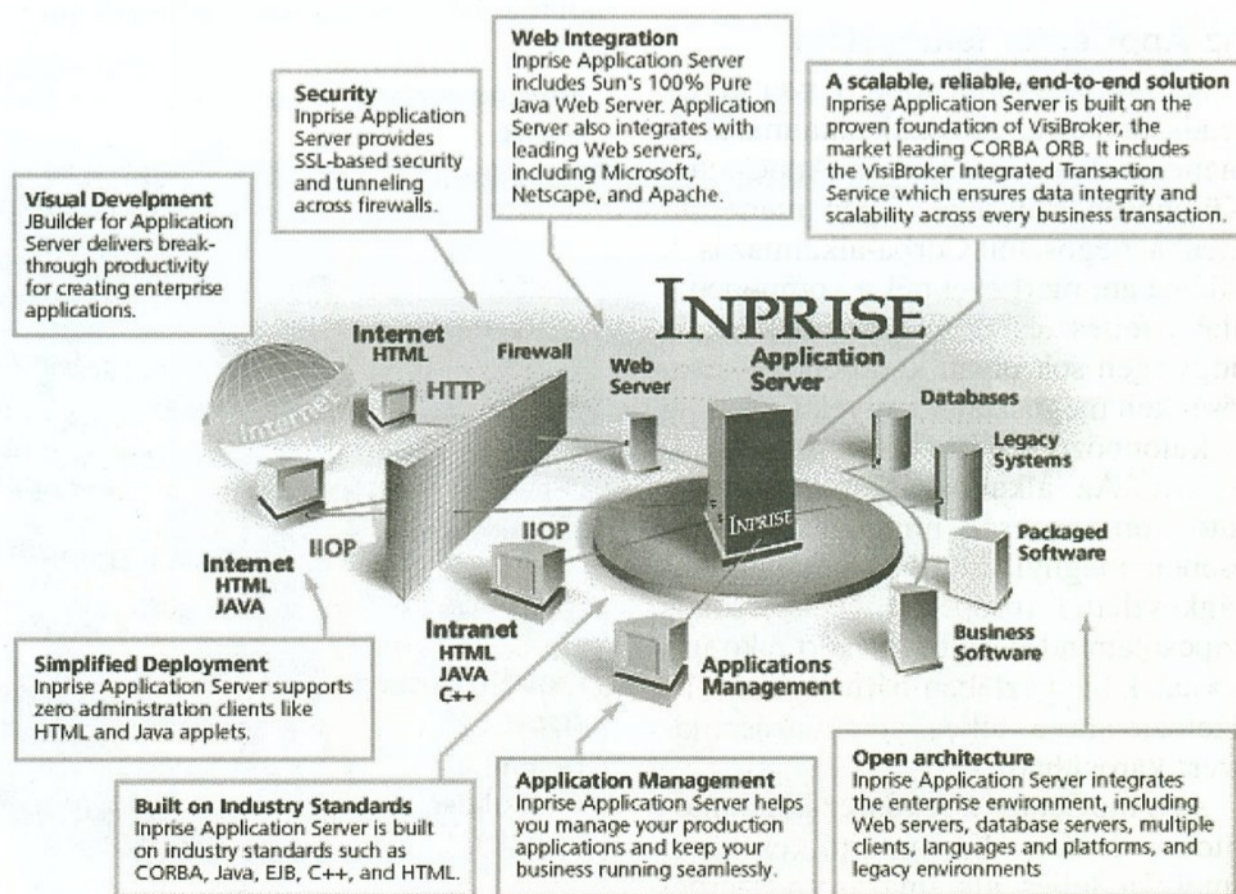 Web Integration
Inprise Application Server
includes Sun's 100% Pure
Java Web Server. Application
Server also integrates with
leading Web servers,
including Microsoft,
Netscape, and Apache.
A scalable, reliable, end-to-end solution
Inprise Application Server is built on the
proven foundation of VisiBroker, the
market leading CORBA ORB. It includes
the VisiBroker Integrated Transaction
Service which ensures data integrity and
scalability across every business transaction.
Security
Inprise Application
Server provides
SSL-based security
and tunneling
across firewalls.
Visual Develpment
JBuilder for Application
Server delivers break-
through productivity
for creating enterprise
applications.
INPRISE
Application
Server
Internet
HTML
HTTP
Firewall
Web
Server
Databases
Legacy
Systems
Internet
INPRISE
IIOP
IIOP
Packaged
Software
Internet
HTML
JAVA
Intranet
HTML
JAVA
C++
Business
Software
Applications
Management
Simplified Deployment
Inprise Application Server supports
zero administration clients like
HTML and Java applets.
Built on Industry Standards
Inprise Application Server is built
on industry standards such as
CORBA, Java, EJB, C++, and HTML.
Application Management
Inprise Application Server helps
you manage your production
applications and keep your
business running seamlessly.
Open architecture
Inprise Application Server integrates
the enterprise environment, including
Web servers, database servers, multiple
clients, languages and platforms, and
legacy environments